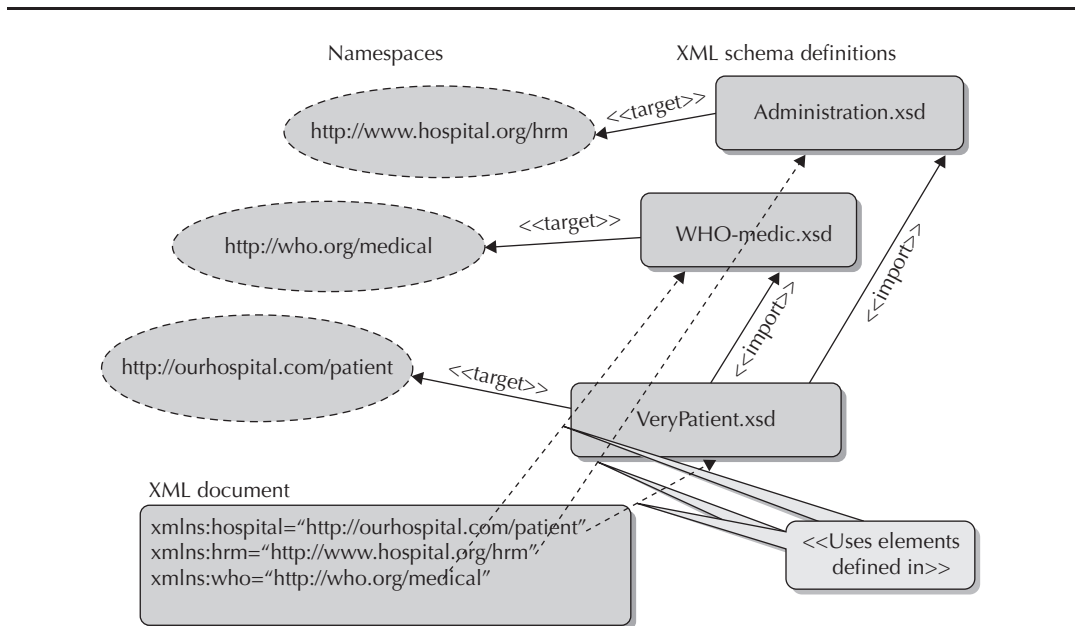 Namespaces
XML schema definitions
http://www.hospital.org/hrm
<<target>>
Administration.xsd
http://who.org/medical
<<target>>
WHO-medic.xsd
<<import>>
<<import>>
http://ourhospital.com/patient
<<target>>
VeryPatient.xsd
XML document
xmlns:hospital=“http://ourhospital.com/patient”
xmlns:hrm=“http://www.hospital.org/hrm”
xmlns:who=“http://who.org/medical”
<<Uses elements
defined in>>